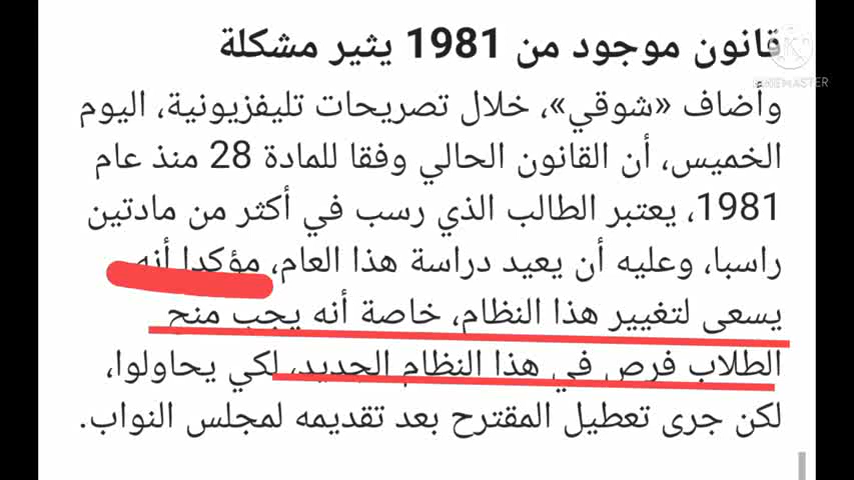 قانون موجود من 1981 يثير مشكلة
KINEMASTER
وأضاف «شوقي»، خلال تصريحات تليفزيونية، اليوم
الخميس، أن القانون الحالي وفقا للمادة 28 منذ عام
1981، يعتبر الطالب الذي رسب في أكثر من مادتين
راسبا، وعليه أن يعيد دراسة هذا العام، مؤكدا أنه
يسعى لتغيير هذا النظام، خاصة أنه يجب منح
الطلاب فرص في هذا النظام الجديد، لكي يحاولوا،
لكن جرى تعطيل المقترح بعد تقديمه لمجلس النواب.